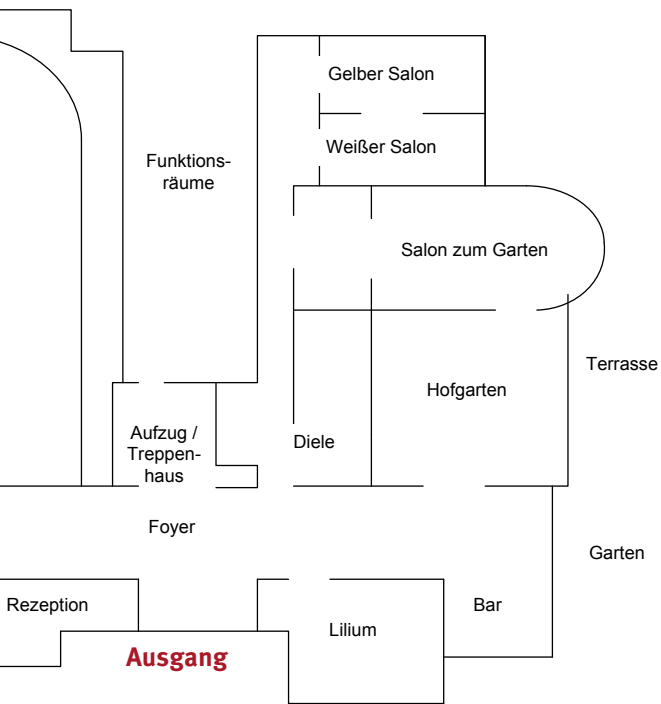 Gelber Salon
Weißer Salon
Funktions-
räume
Salon zum Garten
Terrasse
Hofgarten
Aufzug /
Treppen-
haus
Diele
Foyer
Garten
Rezeption
Bar
Lilium
Ausgang